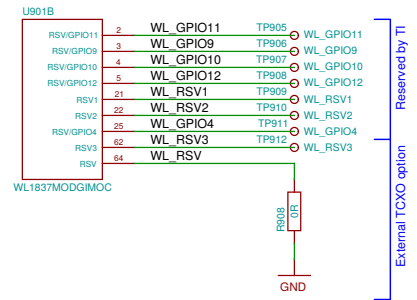 U901B
RSV/GPIO11 2 WL_GPIO11 TP905 WL_GPIO11
RSV/GPIO9 3 WL_GPIO9 TP906 WL_GPIO9
RSV/GPIO10 4 WL_GPIO10 TP907 WL_GPIO10
RSV/GPIO12 5 WL_GPIO12 TP908 WL_GPIO12
RSV1 21 WL_RSV1 TP909 WL_RSV1
RSV2 22 WL_RSV2 TP910 WL_RSV2
RSV/GPIO4 25 WL_GPIO4 TP911 WL_GPIO4
RSV3 62 WL_RSV3 TP912 WL_RSV3
RSV 64 WL_RSV
WL1837MODGIMOC
R908
0R
GND
Reserved by TI
External TCXO option